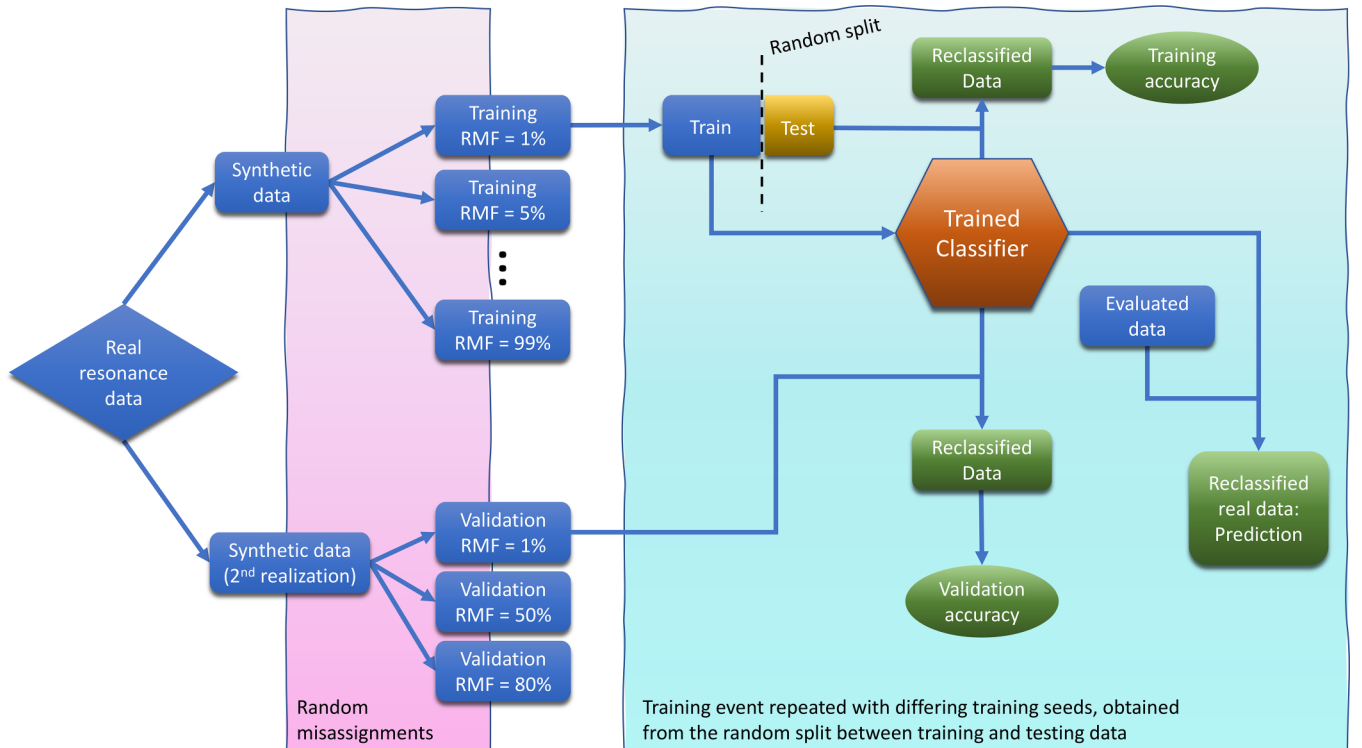 Random split
Reclassified
Data
Training
accuracy
Training
RMF = 1%
Train
Test
Synthetic
data
Training
RMF = 5%
Trained
Classifier
Training
RMF = 99%
Evaluated
data
Real
resonance
data
Reclassified
Data
Reclassified
real data:
Prediction
Validation
RMF = 1%
Synthetic data
(2nd realization)
Validation
RMF = 50%
Validation
accuracy
Validation
RMF = 80%
Random
misassignments
Training event repeated with differing training seeds, obtained
from the random split between training and testing data